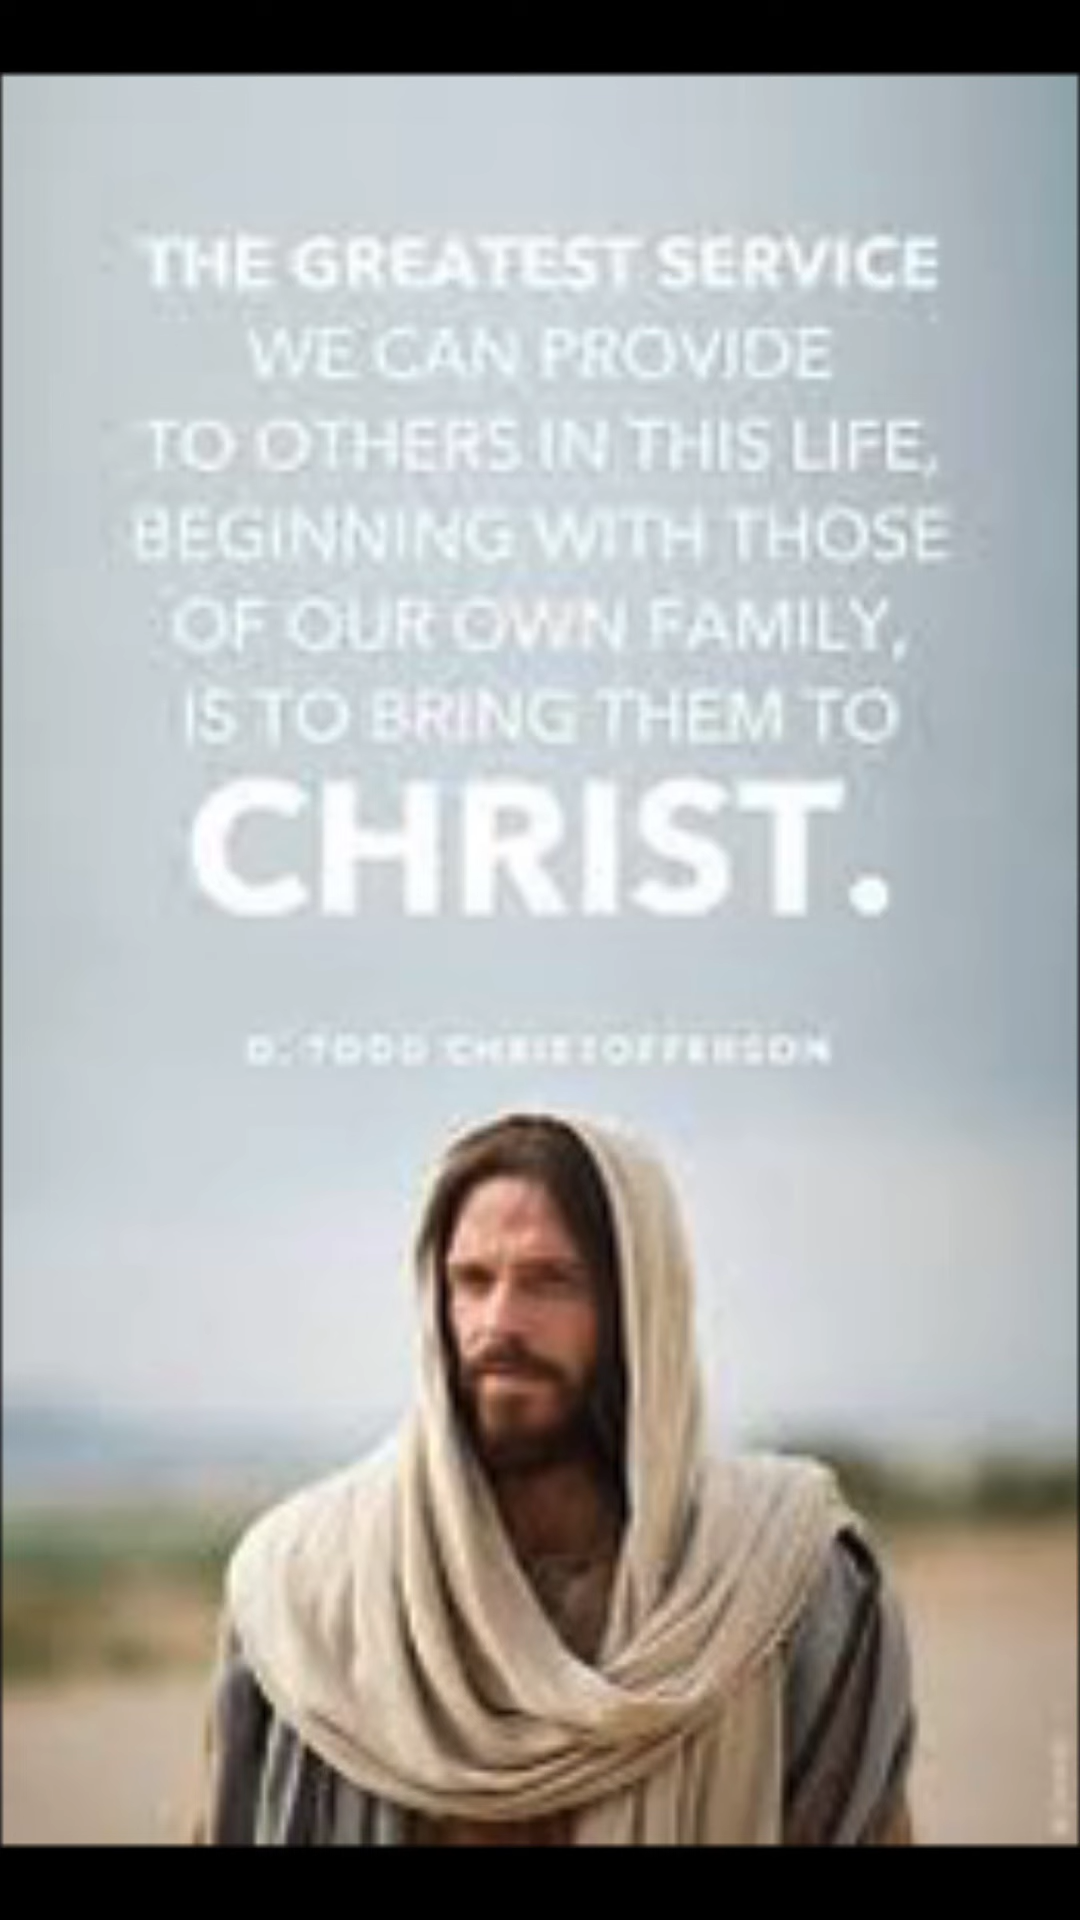 THE GREATEST SERVICE
WE CAN PROVIDE
TO OTHERS IN THIS LIFE,
BEGINNING WITH THOSE
OF OUR OWN FAMILY,
IS TO BRING THEM TO
CHRIST.
D. TODD CHRISTOFFERSON